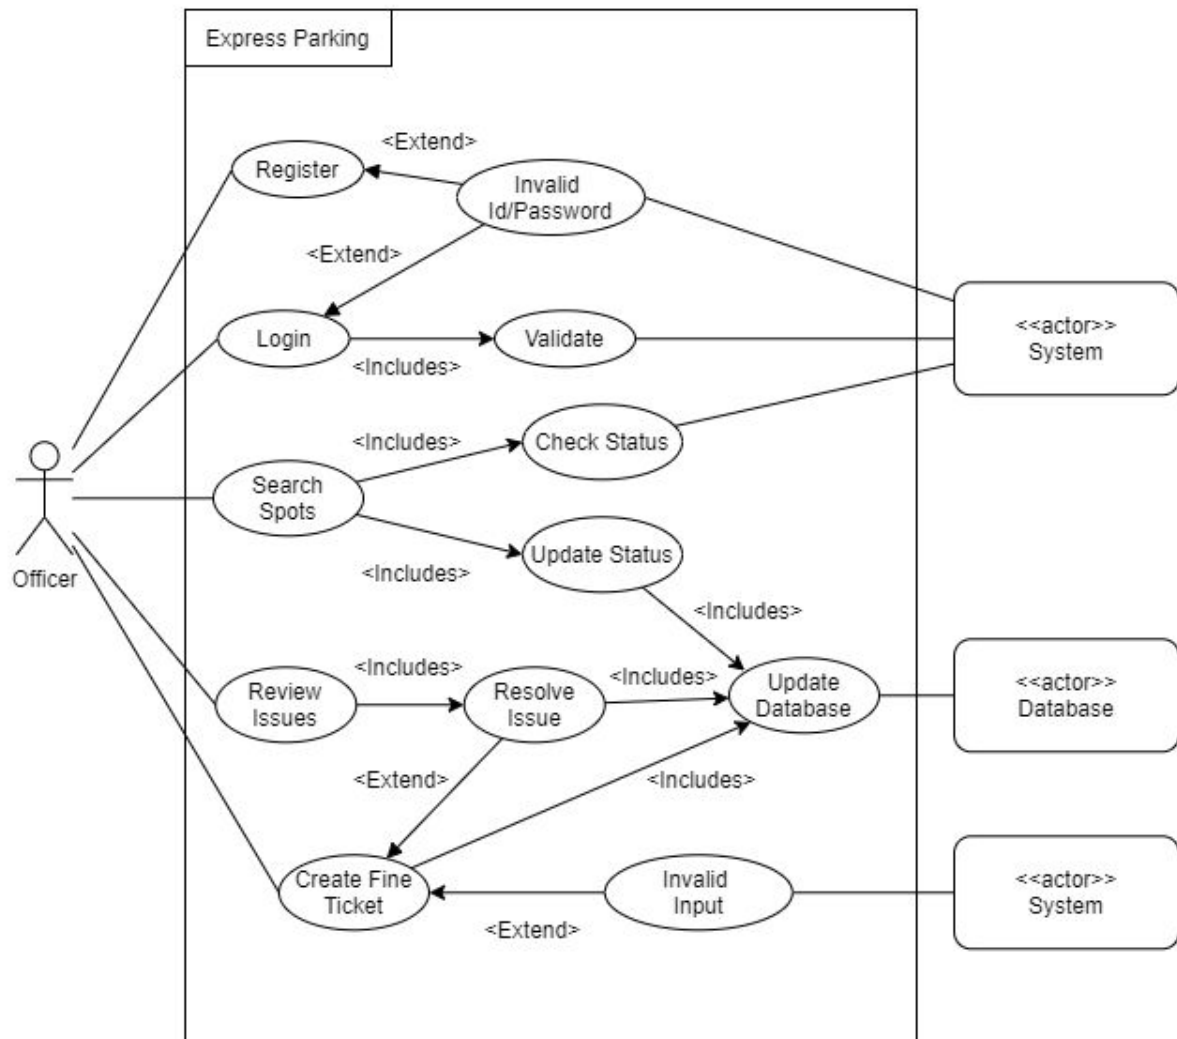 Express Parking
<Extend>
Register
Invalid
Id/Password
<Extend>
Login
Validate
<Includes>
<<actor>>
System
<Includes>
Check Status
Search
Spots
Update Status
<Includes>
Officer
<Includes>
Review
Issues
<Includes>
Resolve
Issue
<Includes>
Update
Database
<<actor>>
Database
<Extend>
<Includes>
Create Fine
Ticket
Invalid
Input
<Extend>
<<actor>>
System